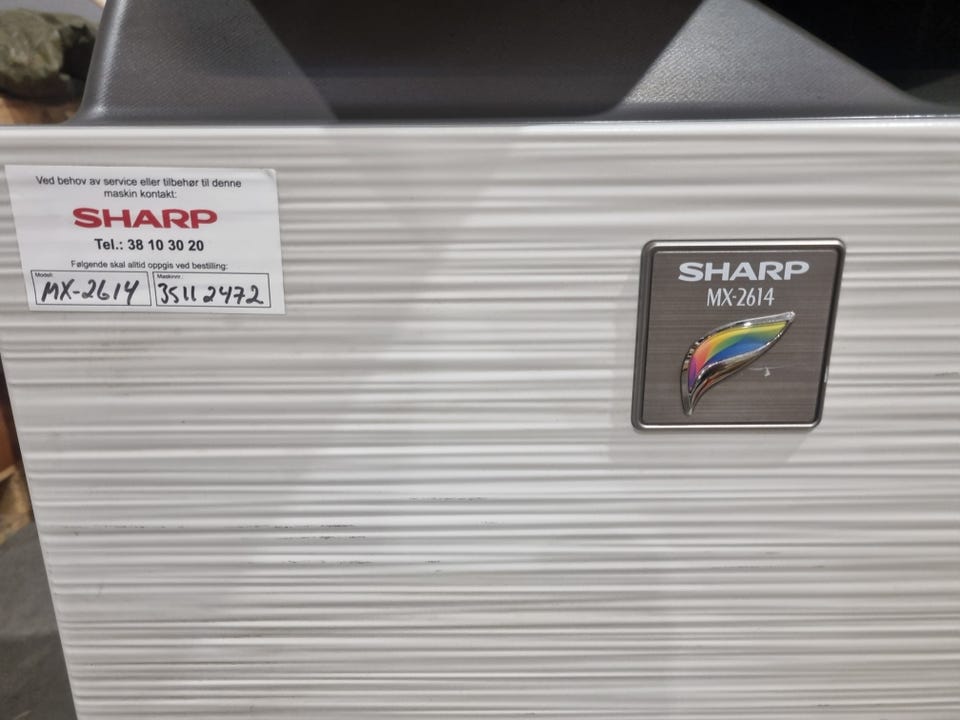 Ved behov av service eller tilbehør til denne
maskin kontakt:
SHARP
Tel.: 38 10 30 20
Følgende skal alltid oppgis ved bestilling:
Modell: Maskinnr.:
MX-2614 35112472
SHARP
MX-2614